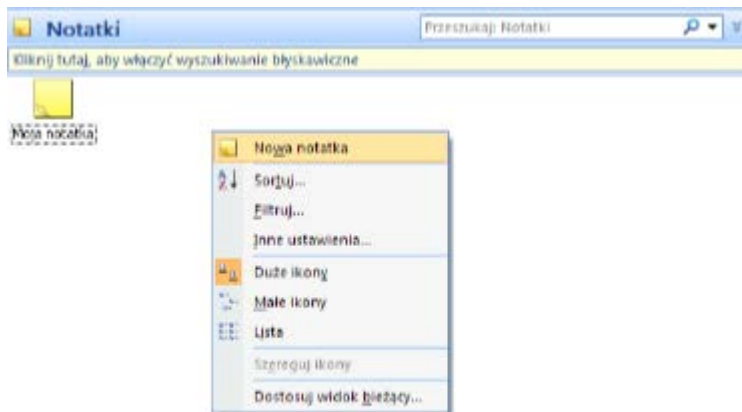 Notatki
Przeszukaj: Notatki
Kliknij tutaj, aby włączyć wyszukiwanie błyskawiczne
Moja notatka
Nowa notatka
Sortuj...
Filtruj...
Inne ustawienia...
Duże ikony
Małe ikony
Lista
Szereguj ikony
Dostosuj widok bieżący...